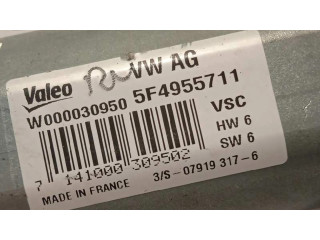 Valeo VW AG
W000030950 5F4955711
VSC
HW 6
SW 6
7 141000 309502
MADE IN FRANCE 3/S - 07919 317-6